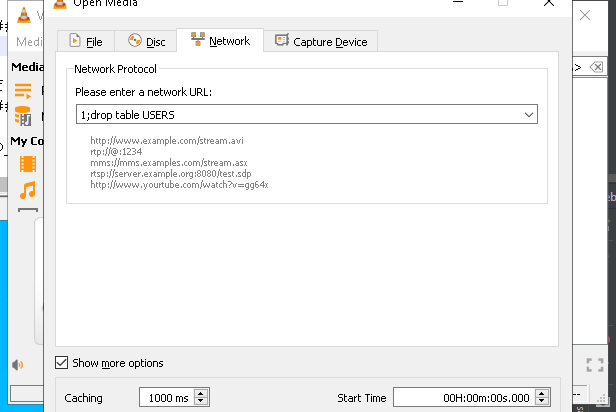 Open Media
Medi
Media
My Co
File
Disc
Network
Capture Device
Network Protocol
Please enter a network URL:
1;drop table USERS
http://www.example.com/stream.avi
rtp://@:1234
mms://mms.examples.com/stream.asx
rtsp://server.example.org:8080/test.sdp
http://www.yourtube.com/watch?v=gg64x
Show more options
Caching
1000 ms
Start Time
00H:00m:00s.000